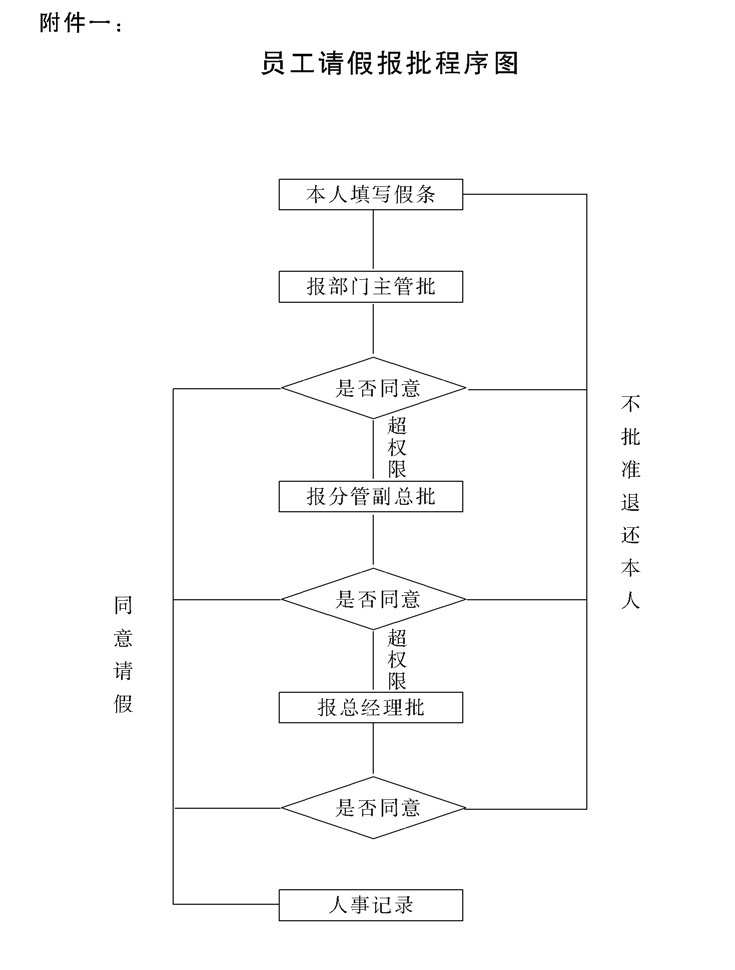 附件一：
员工请假报批程序图
本人填写假条
报部门主管批
是否同意
超权限
报分管副总批
是否同意
超权限
报总经理批
是否同意
人事记录
同意请假
不批准退还本人